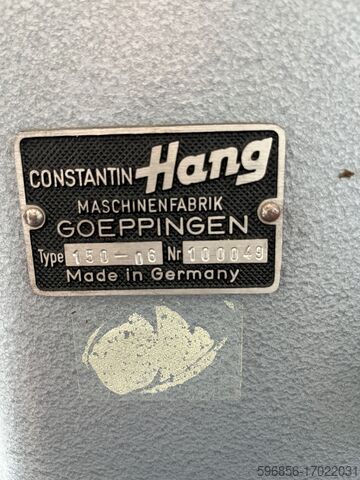 CONSTANTIN Hang
MASCHINENFABRIK
GOEPPINGEN
Type 150-06 Nr 100049
Made in Germany
596856-17022031